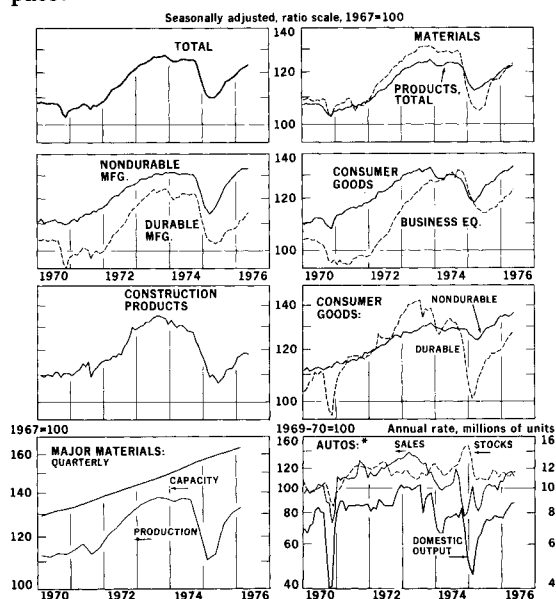 Seasonally adjusted, ratio scale, 1967=100
TOTAL
MATERIALS
PRODUCTS,
TOTAL
140
120
100
NONDURABLE
MFG.
DURABLE
MFG.
1970 1972 1974 1976
CONSUMER
GOODS
BUSINESS EQ.
140
120
100
1970 1972 1974 1976
CONSTRUCTION
PRODUCTS
CONSUMER
GOODS:
NONDURABLE
DURABLE
140
120
100
1967=100
MAJOR MATERIALS:
QUARTERLY
CAPACITY
PRODUCTION
160
140
120
100
1970 1972 1974 1976
1969-70=100 Annual rate, millions of units
AUTOS:*
SALES
STOCKS
DOMESTIC
OUTPUT
160
120
100
80
60
40
16
12
10
8
6
4
1970 1972 1974 1976